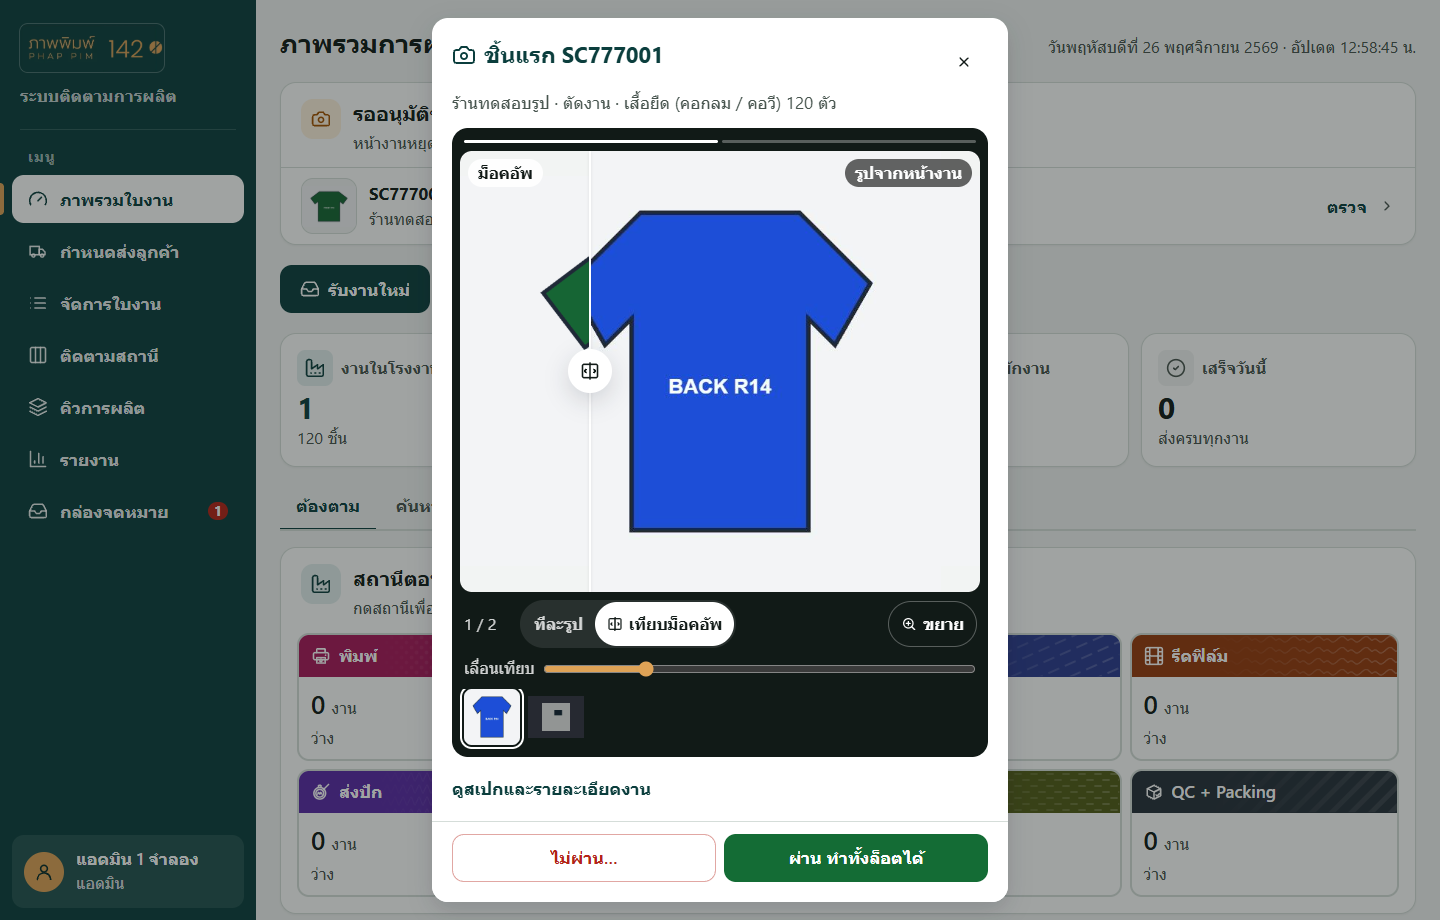 ภาพพิมพ์
PHAP PIM
142
ระบบติดตามการผลิต
เมนู
ภาพรวมใบงาน
กำหนดส่งลูกค้า
จัดการใบงาน
ติดตามสถานี
คิวการผลิต
รายงาน
กล่องจดหมาย
1
แอดมิน 1 จำลอง
แอดมิน
ภาพรวมการผ
วันพฤหัสบดีที่ 26 พฤศจิกายน 2569 · อัปเดต 12:58:45 น.
รออนุมัติ
หน้างานหยุด
SC7770
ร้านทดสอ
ตรวจ
รับงานใหม่
งานในโรงงาน
1
120 ชิ้น
ักงาน
เสร็จวันนี้
0
ส่งครบทุกงาน
ต้องตาม
ค้นห
สถานีตอ
กดสถานีเพื่
พิมพ์
0 งาน
ว่าง
รีดฟิล์ม
0 งาน
ว่าง
ส่งปัก
0 งาน
ว่าง
QC + Packing
0 งาน
ว่าง
ชิ้นแรก SC777001
×
ร้านทดสอบรูป · ตัดงาน · เสื้อยืด (คอกลม / คอวี) 120 ตัว
ม็อคอัพ
รูปจากหน้างาน
BACK R14
1 / 2
ทีละรูป
เทียบม็อคอัพ
ขยาย
เลื่อนเทียบ
ดูสเปกและรายละเอียดงาน
ไม่ผ่าน...
ผ่าน ทำทั้งล็อตได้